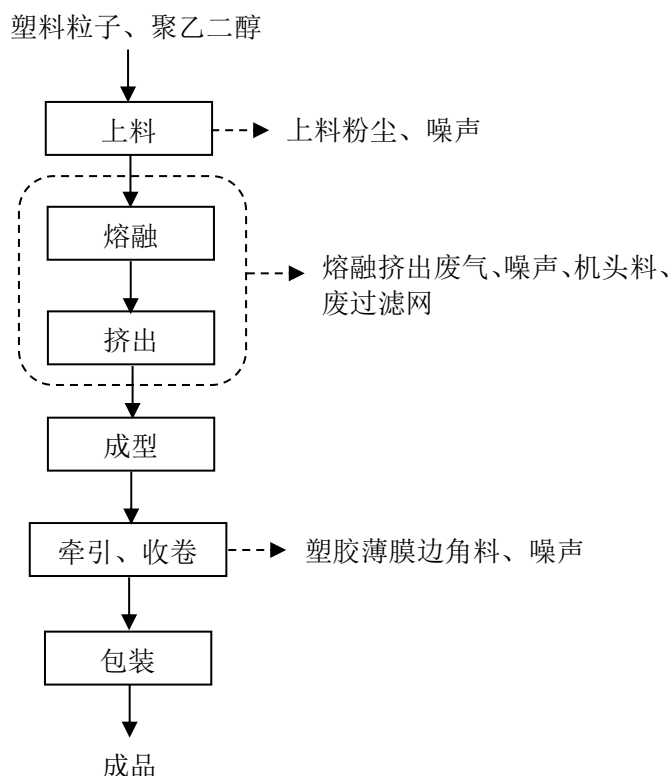 塑料粒子、聚乙二醇
上料
上料粉尘、噪声
熔融
熔融挤出废气、噪声、机头料、
废过滤网
挤出
成型
牵引、收卷
塑胶薄膜边角料、噪声
包装
成品